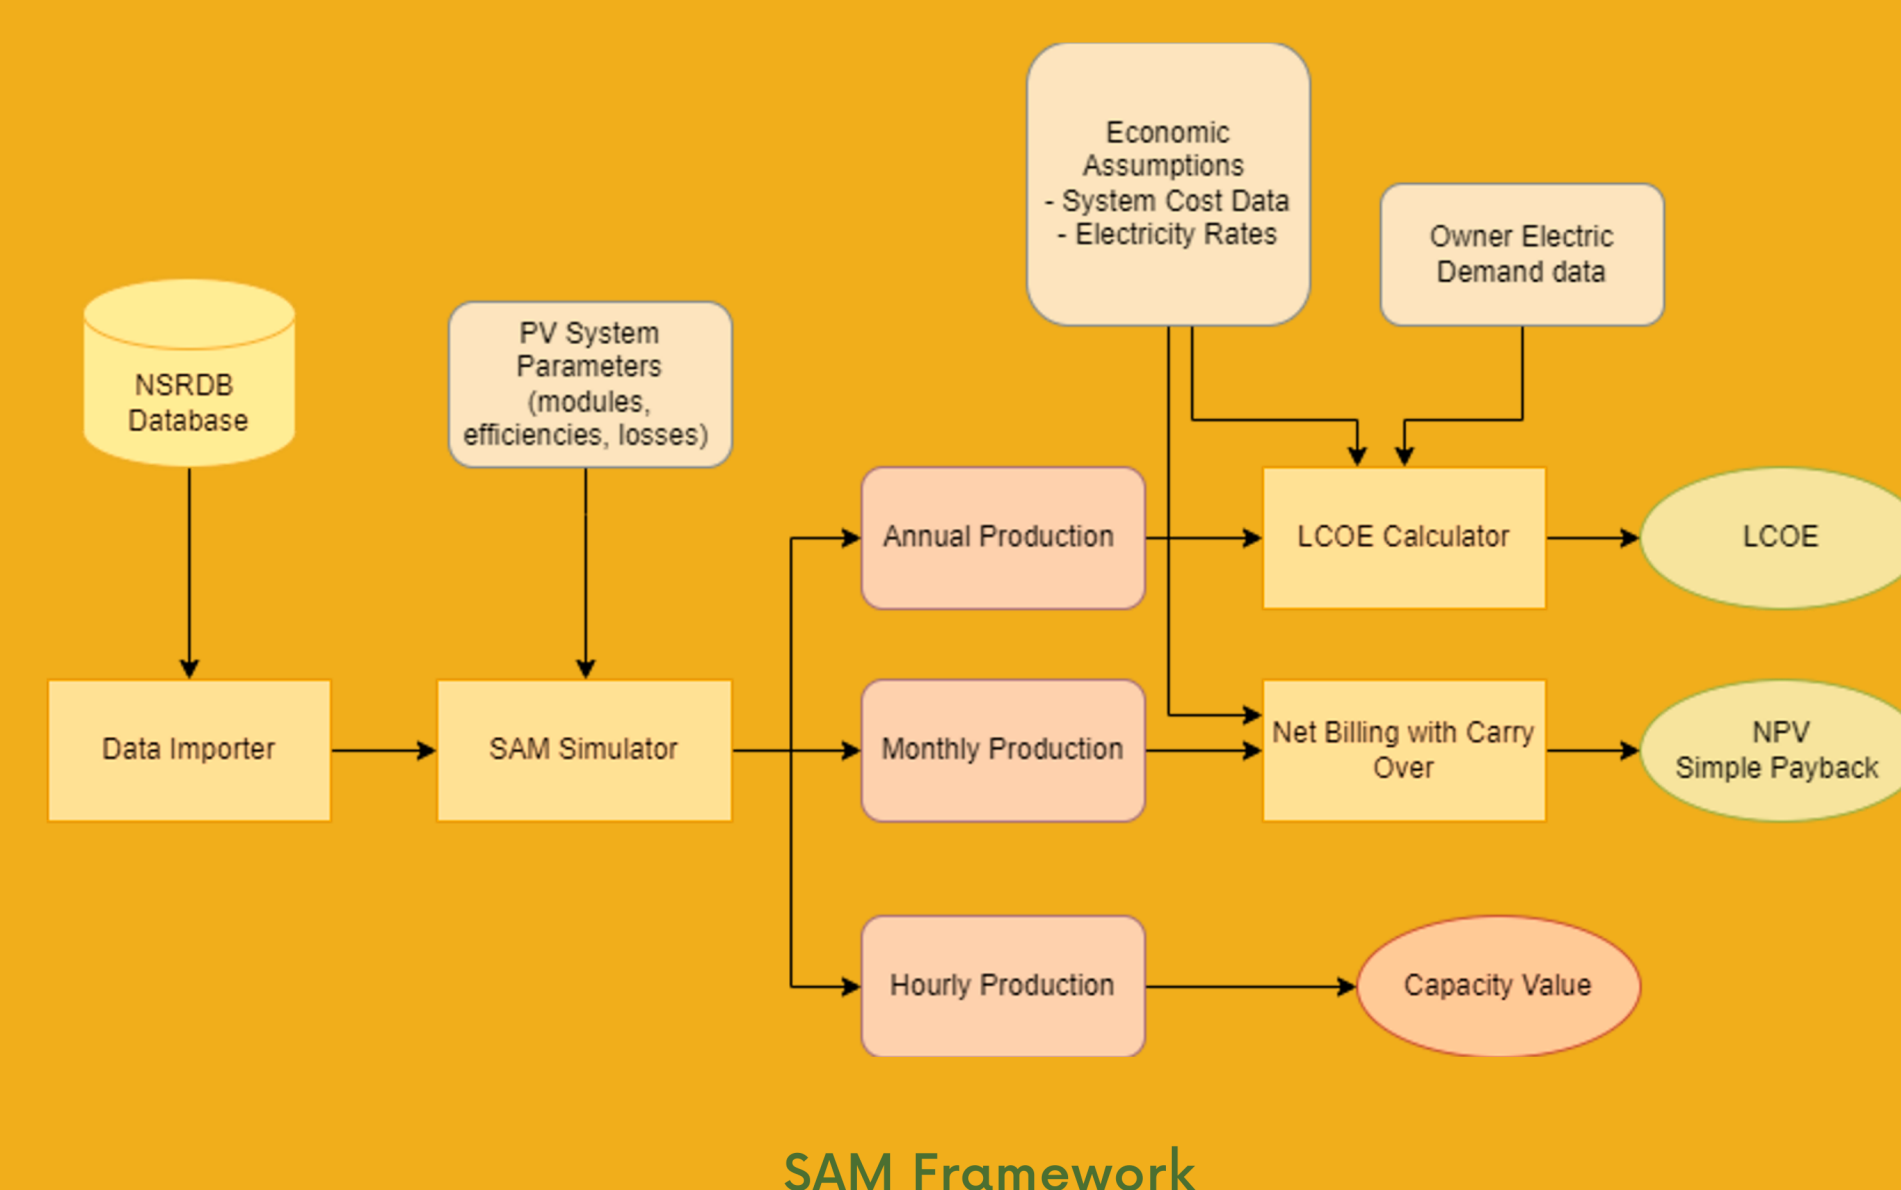 Economic
Assumptions
- System Cost Data
- Electricity Rates
Owner Electric
Demand data
NSRDB
Database
PV System
Parameters
(modules,
efficiencies, losses)
Annual Production
LCOE Calculator
LCOE
Data Importer
SAM Simulator
Monthly Production
Net Billing with Carry
Over
NPV
Simple Payback
Hourly Production
Capacity Value
SAM Framework